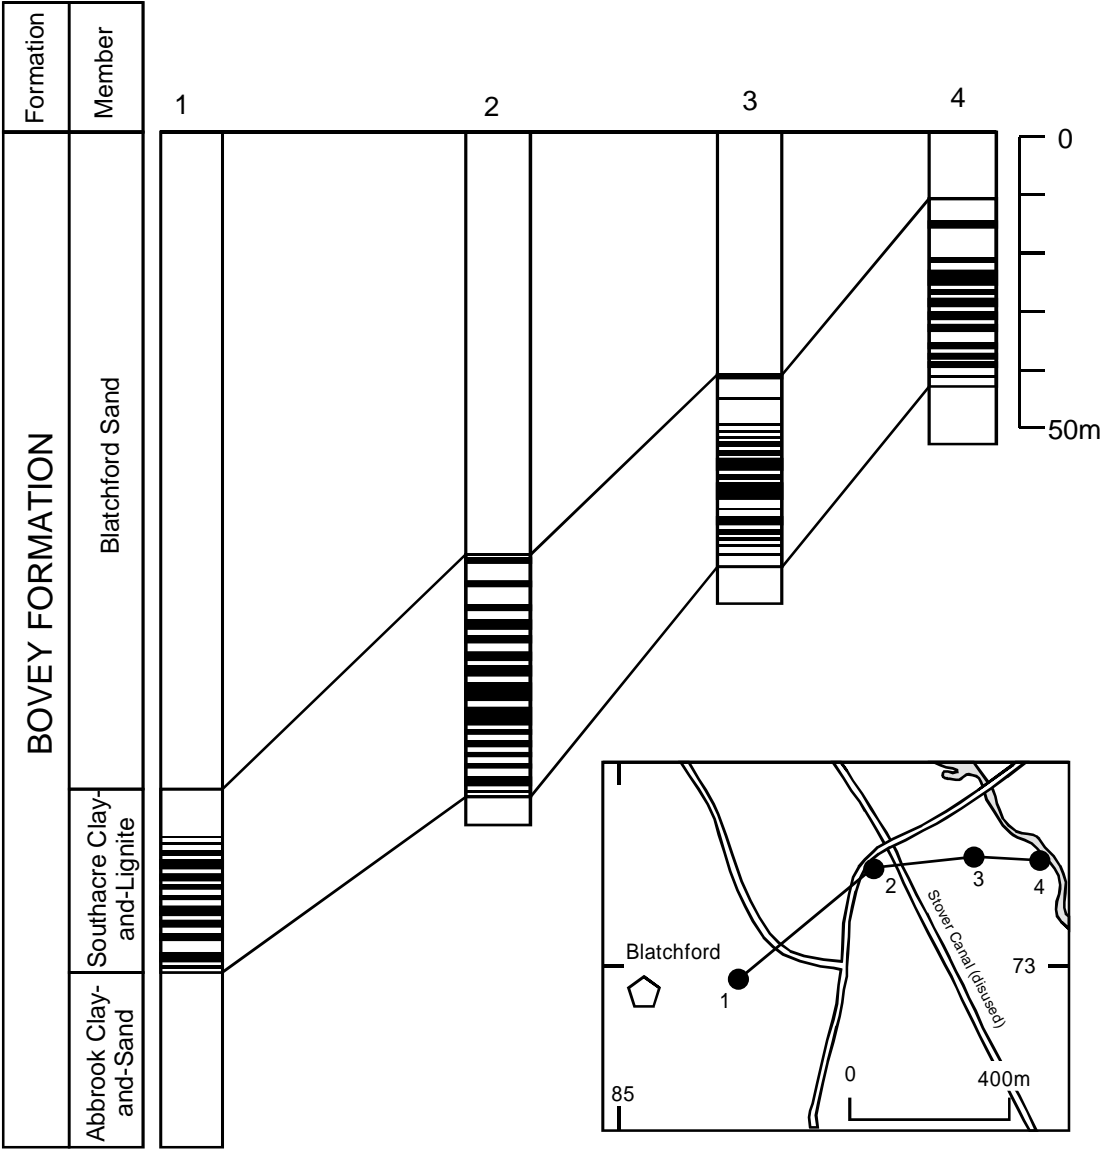 Formation
Member
1
2
3
4
0
50m
BOVEY FORMATION
Blatchford Sand
Southacre Clay-
and-Lignite
Abbrook Clay-
and-Sand
2
3
4
Stover Canal (disused)
Blatchford
73
1
0
400m
85